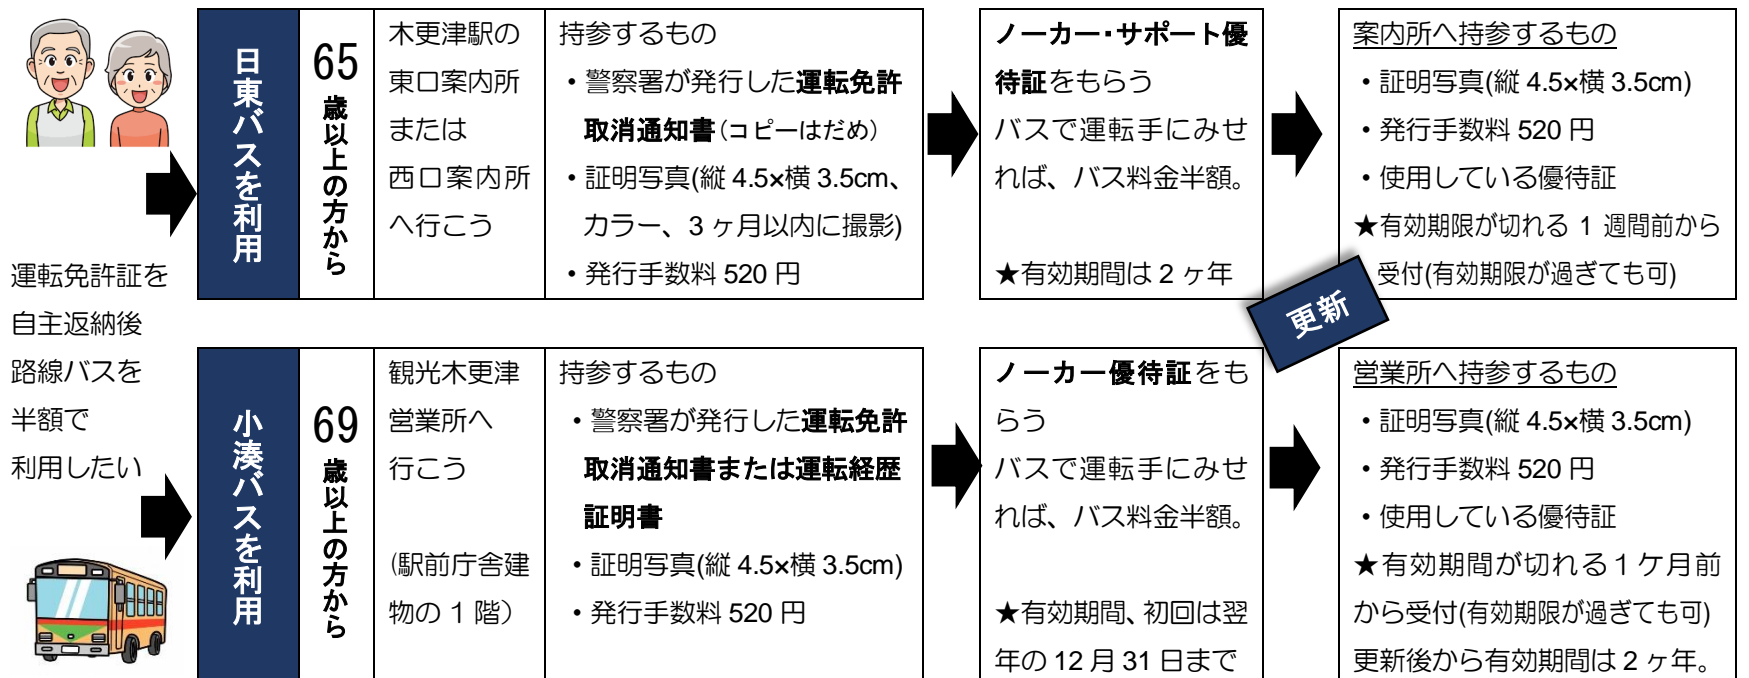 運転免許証を
自主返納後
路線バスを
半額で
利用したい
日東バスを利用
65歳以上の方から
木更津駅の
東口案内所
または
西口案内所
へ行こう
持参するもの
・警察署が発行した運転免許
取消通知書(コピーはだめ)
・証明写真(縦 4.5×横 3.5cm、
カラー、3 ヶ月以内に撮影)
・発行手数料 520 円
ノーカー・サポート優
待証をもらう
バスで運転手にみせ
れば、バス料金半額。
★有効期間は 2 ヶ年
案内所へ持参するもの
・証明写真(縦 4.5×横 3.5cm)
・発行手数料 520 円
・使用している優待証
★有効期限が切れる 1 週間前から
受付(有効期限が過ぎても可)
更新
小湊バスを利用
69歳以上の方から
観光木更津
営業所へ
行こう
(駅前庁舎建
物の 1 階)
持参するもの
・警察署が発行した運転免許
取消通知書または運転経歴
証明書
・証明写真(縦 4.5×横 3.5cm)
・発行手数料 520 円
ノーカー優待証をも
らう
バスで運転手にみせ
れば、バス料金半額。
★有効期間、初回は翌
年の 12 月 31 日まで
営業所へ持参するもの
・証明写真(縦 4.5×横 3.5cm)
・発行手数料 520 円
・使用している優待証
★有効期間が切れる１ケ月前
から受付(有効期限が過ぎても可)
更新後から有効期間は 2 ヶ年。